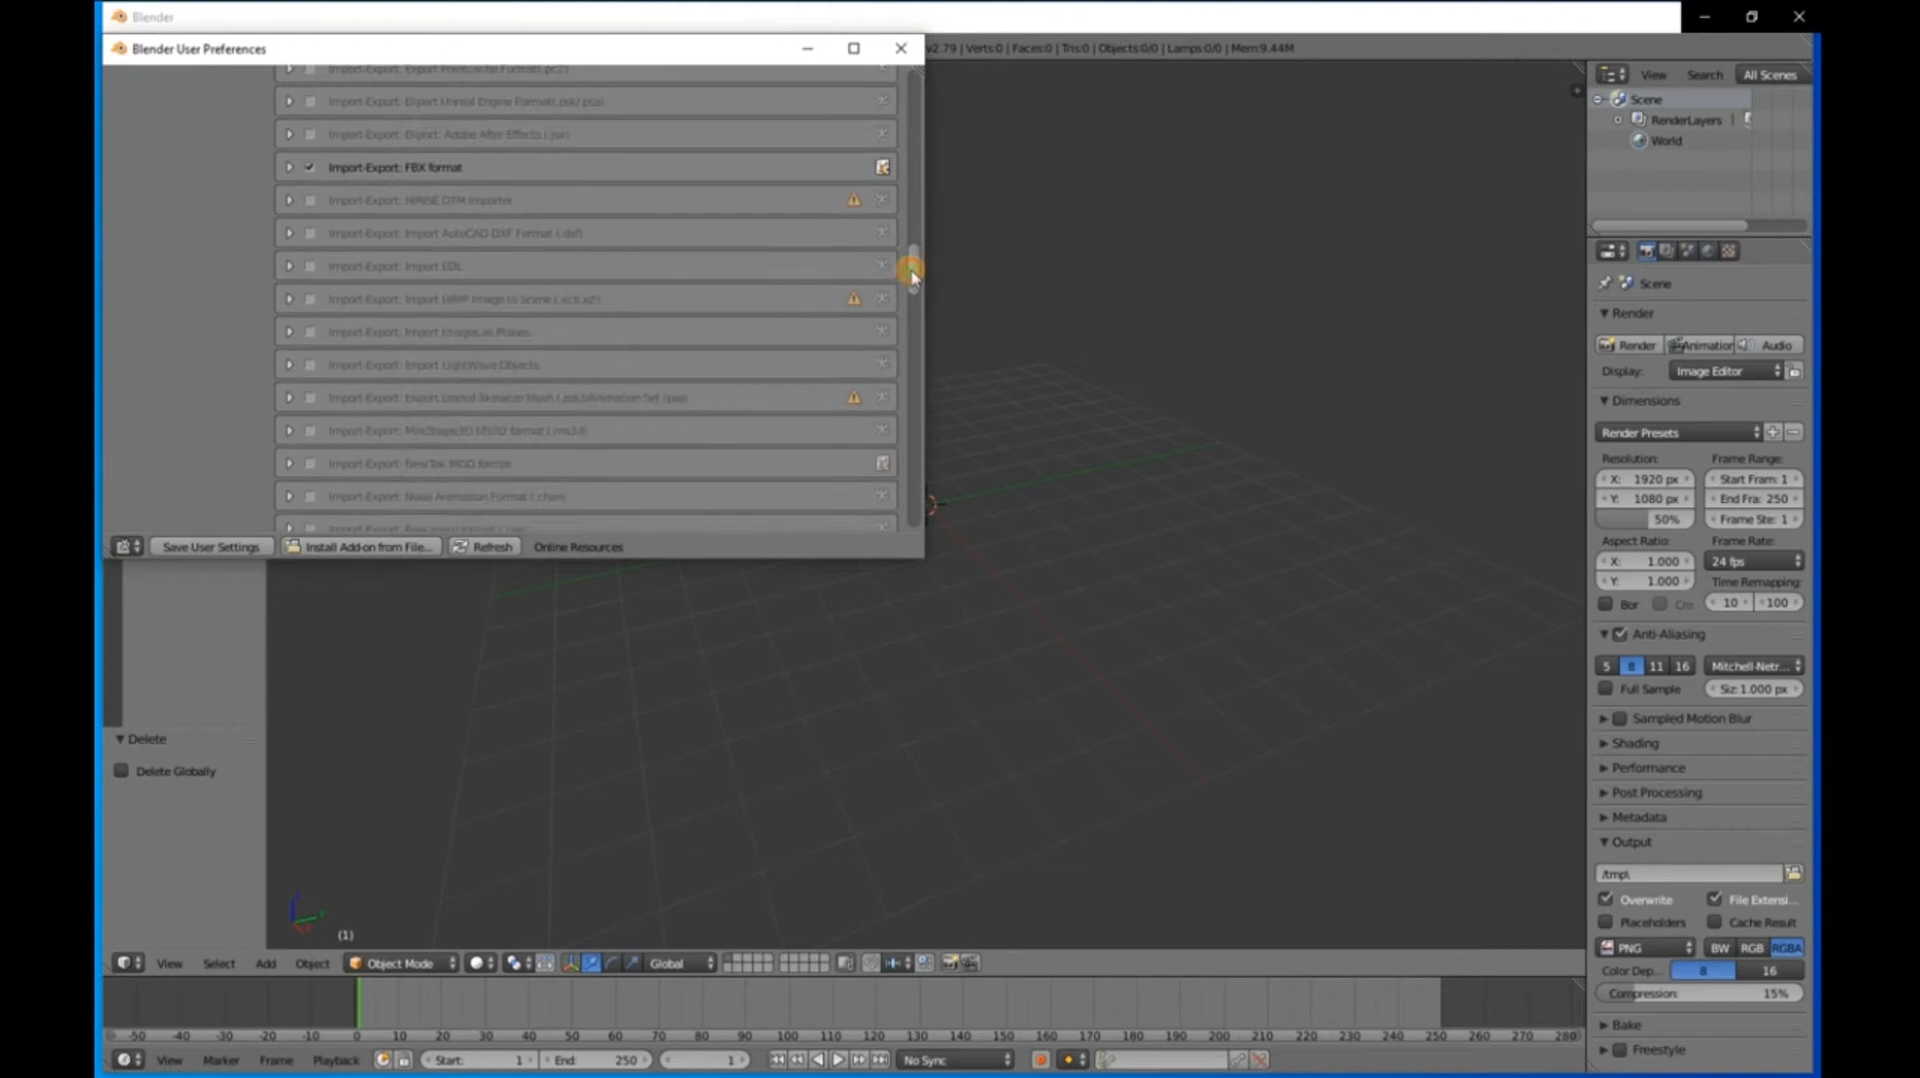 Blender
Blender User Preferences
v2.79 | Verts:0 | Faces:0 | Tris:0 | Objects:0/0 | Lamps:0/0 | Mem:9.44M
Import-Export: Export Unreal Engine Format(.psk/.psa)
Import-Export: Export: Adobe After Effects (.jsx)
Import-Export: FBX format
Import-Export: HiRISE DTM Importer
Import-Export: Import AutoCAD DXF Format (.dxf)
Import-Export: Import EDL
Import-Export: Import GIMP Image to Scene (.xcf/.xjt)
Import-Export: Import Images as Planes
Import-Export: Import LightWave Objects
Import-Export: Import Unreal Skeleton Mesh (.psk)/Animation Set (.psa)
Import-Export: MilkShape3D MS3D format (.ms3d)
Import-Export: NewTek MDD format
Import-Export: Nuke Animation Format (.chan)
Save User Settings
Install Add-on from File...
Refresh
Online Resources
View Search All Scenes
Scene
RenderLayers |
World
Scene
Render
Render Animation Audio
Display: Image Editor
Dimensions
Render Presets
Resolution: Frame Range:
X: 1920 px Start Fram: 1
Y: 1080 px End Fra: 250
50% Frame Ste: 1
Aspect Ratio: Frame Rate:
X: 1.000 24 fps
Y: 1.000 Time Remapping:
Bor Cro 10 100
Anti-Aliasing
5 8 11 16 Mitchell-Netr...
Full Sample Siz: 1.000 px
Sampled Motion Blur
Shading
Performance
Post Processing
Metadata
Output
/tmp\
Overwrite File Extensi...
Placeholders Cache Result
PNG BW RGB RGBA
Color Dep... 8 16
Compression: 15%
Bake
Freestyle
Delete
Delete Globally
(1)
View Select Add Object Object Mode Global
-50 -40 -30 -20 -10 0 10 20 30 40 50 60 70 80 90 100 110 120 130 140 150 160 170 180 190 200 210 220 230 240 250 260 270 280
View Marker Frame Playback Start: 1 End: 250 1 No Sync